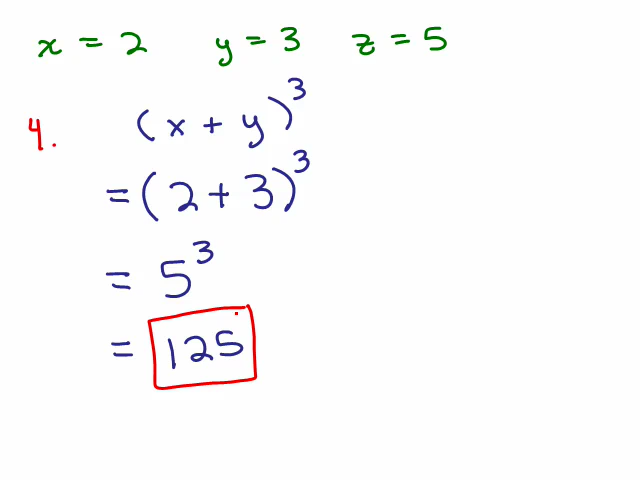 x = 2 y = 3 z = 5
4. (x + y)³
= (2 + 3)³
= 5³
= 125